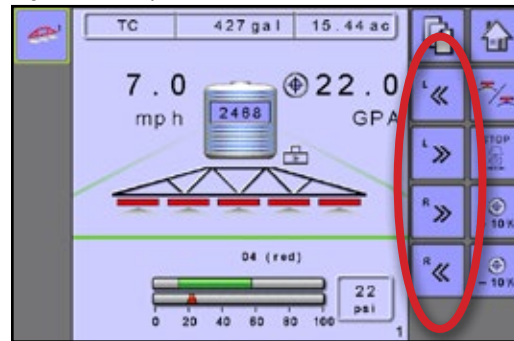 TC 427 gal 15.44 ac
7.0 22.0
mph 2468 GPA
L
L STOP
R
+ 10%
04 (red)
R
- 10%
22
psi
0 20 40 60 80 100
1